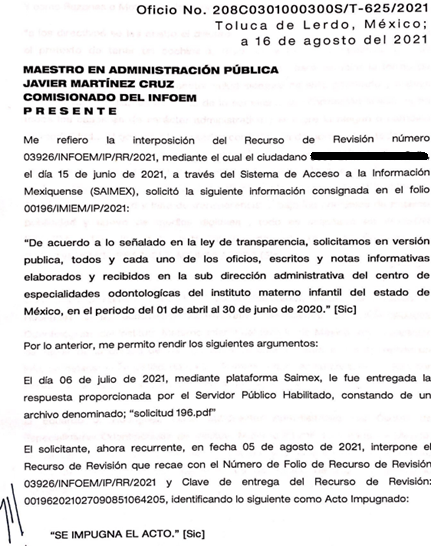 Oficio No. 208C0301000300S/T-625/2021
Toluca de Lerdo, México;
a 16 de agosto del 2021
MAESTRO EN ADMINISTRACIÓN PÚBLICA
JAVIER MARTÍNEZ CRUZ
COMISIONADO DEL INFOEM
P R E S E N T E
Me refiero la interposición del Recurso de Revisión número
03926/INFOEM/IP/RR/2021, mediante el cual el ciudadano
el día 15 de junio de 2021, a través del Sistema de Acceso a la Información
Mexiquense (SAIMEX), solicitó la siguiente información consignada en el folio
00196/IMIEM/IP/2021:
“De acuerdo a lo señalado en la ley de transparencia, solicitamos en versión
publica, todos y cada uno de los oficios, escritos y notas informativas
elaborados y recibidos en la sub dirección administrativa del centro de
especialidades odontologícas del instituto materno infantil del estado de
México, en el periodo del 01 de abril al 30 de junio de 2020.” [Sic]
Por lo anterior, me permito rendir los siguientes argumentos:
El día 06 de julio de 2021, mediante plataforma Saimex, le fue entregada la
respuesta proporcionada por el Servidor Público Habilitado, constando de un
archivo denominado; “solicitud 196.pdf”
El solicitante, ahora recurrente, en fecha 05 de agosto de 2021, interpone el
Recurso de Revisión que recae con el Número de Folio de Recurso de Revisión
03926/INFOEM/IP/RR/2021 y Clave de entrega del Recurso de Revisión:
001962021027090851064205, identificando lo siguiente como Acto Impugnado:
“SE IMPUGNA EL ACTO.” [Sic]